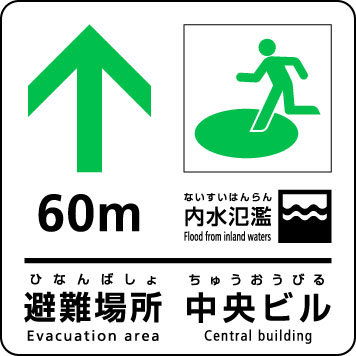 60m
ないすいはんらん
内水氾濫
Flood from inland waters
ひなんばしょ
避難場所
Evacuation area
ちゅうおうびる
中央ビル
Central building